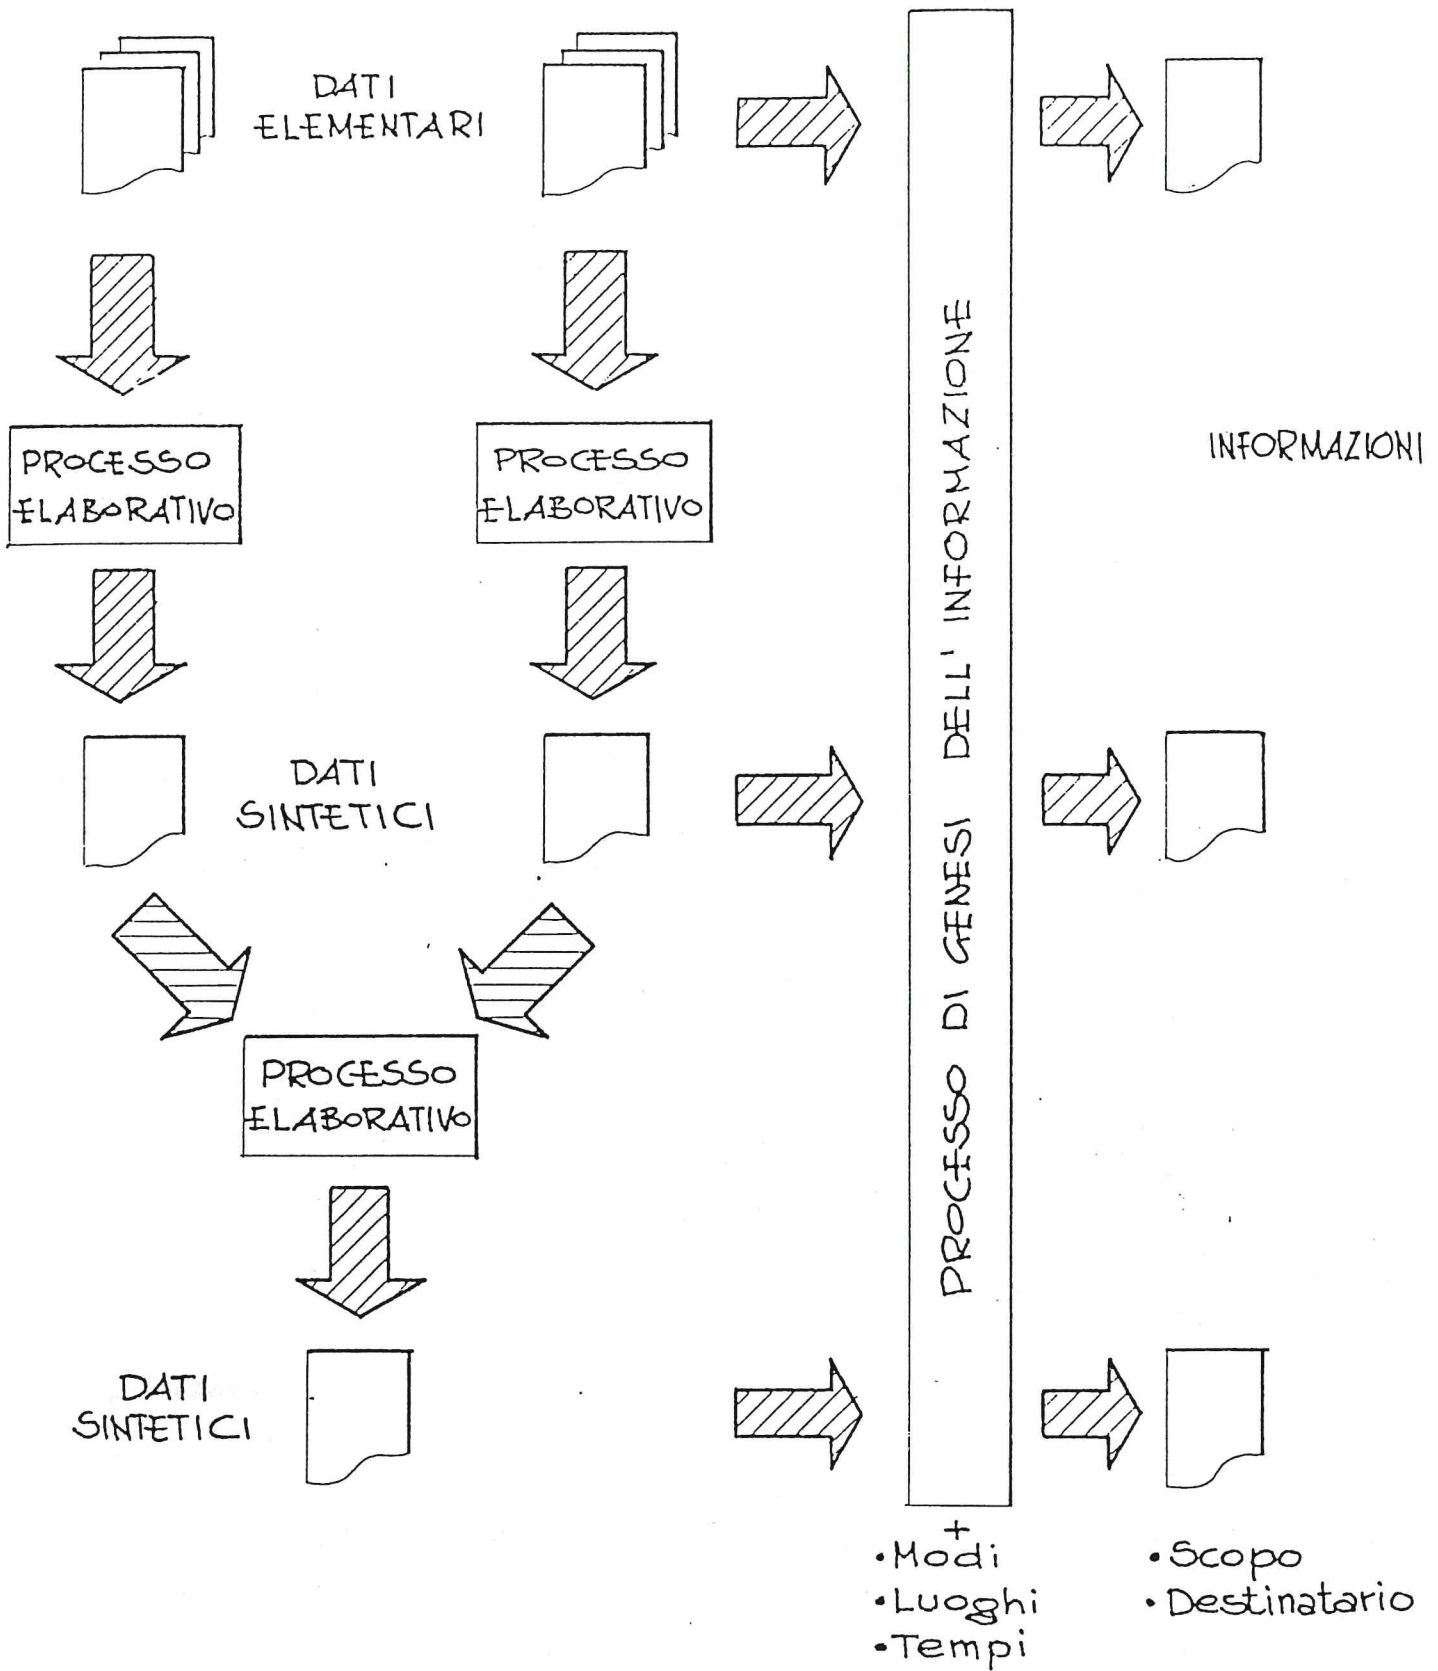 DATI
ELEMENTARI
PROCESSO
ELABORATIVO
PROCESSO
ELABORATIVO
INFORMAZIONI
DATI
SINTETICI
PROCESSO
ELABORATIVO
DATI
SINTETICI
PROCESSO DI GENESI DELL'INFORMAZIONE
+
•Modi
•Luoghi
•Tempi
•Scopo
•Destinatario